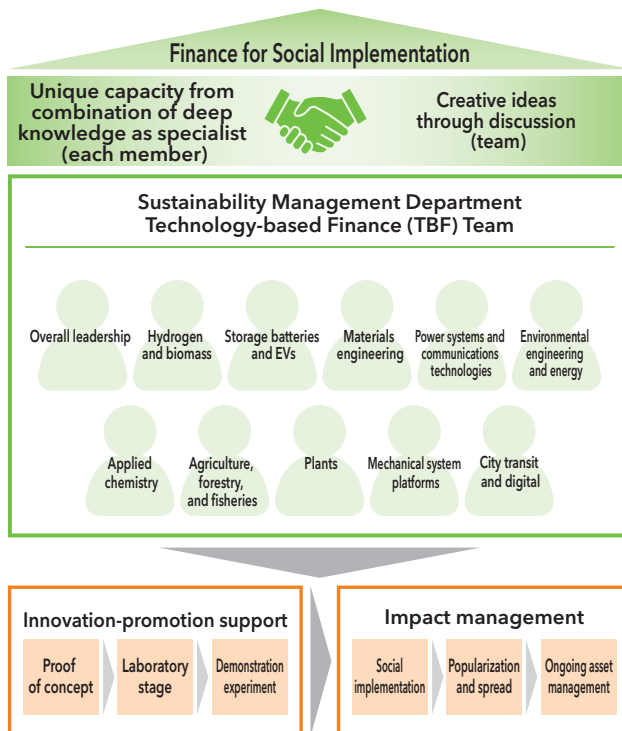 Finance for Social Implementation
Unique capacity from
combination of deep
knowledge as specialist
(each member)
Creative ideas
through discussion
(team)
Sustainability Management Department
Technology-based Finance (TBF) Team
Overall leadership
Hydrogen
and biomass
Storage batteries
and EVs
Materials
engineering
Power systems and
communications
technologies
Environmental
engineering
and energy
Applied
chemistry
Agriculture,
forestry,
and fisheries
Plants
Mechanical system
platforms
City transit
and digital
Innovation-promotion support
Proof
of concept
Laboratory
stage
Demonstration
experiment
Impact management
Social
implementation
Popularization
and spread
Ongoing asset
management